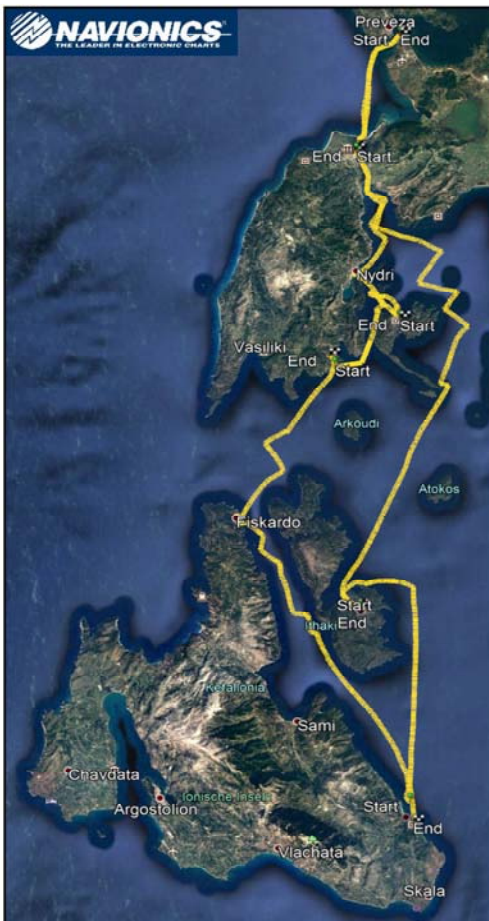 NAVIONICS
THE LEADER IN ELECTRONIC CHARTS
Preveza
Start End
End Start
Nydri
End Start
Vasiliki
End
Start
Arkoudi
Atokos
Fiskardo
Start
End
Ithaki
Kefallonia
Sami
Chavdata
Ionische Inseln
Argostolion
Start
End
Vlachata
Skala